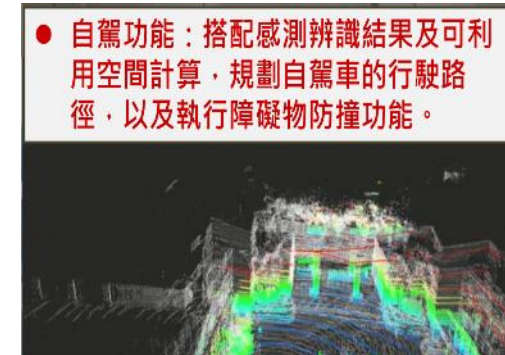 ● 自駕功能：搭配感測辨識結果及可利
用空間計算，規劃自駕車的行駛路
徑，以及執行障礙物防撞功能。